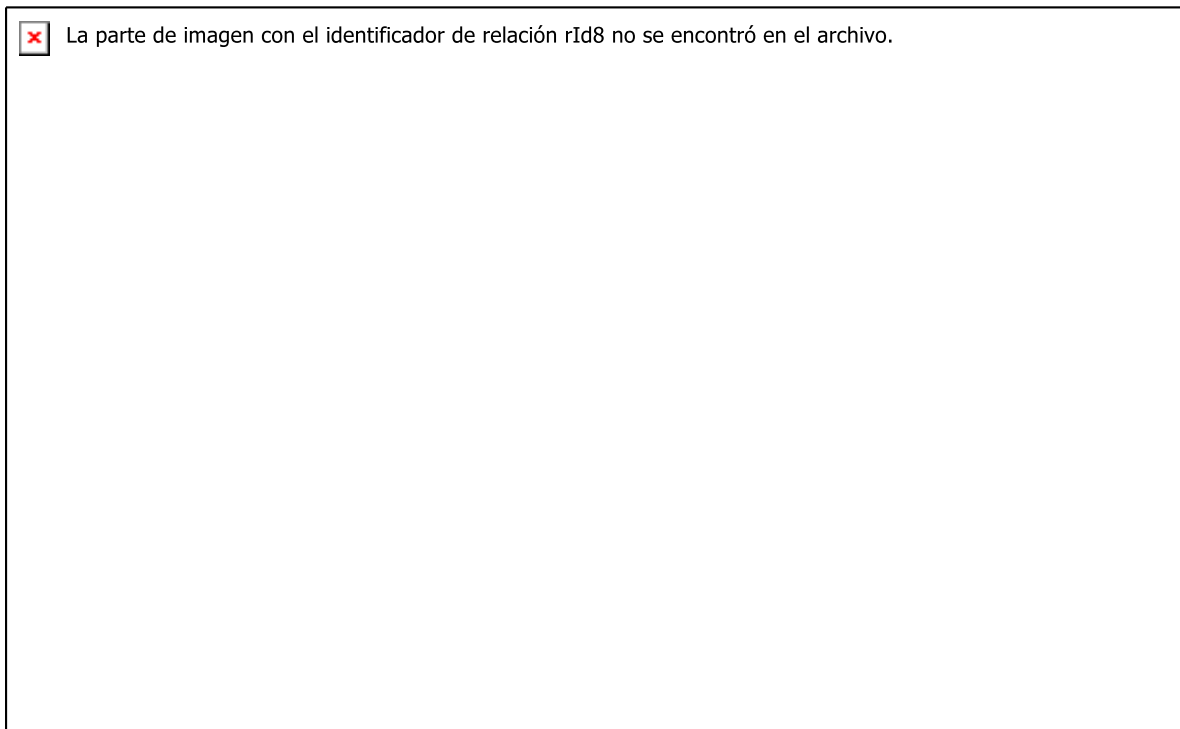 La parte de imagen con el identificador de relación rId8 no se encontró en el archivo.